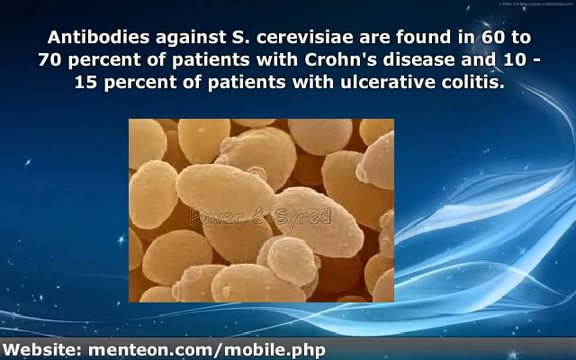 Antibodies against S. cerevisiae are found in 60 to
70 percent of patients with Crohn's disease and 10 -
15 percent of patients with ulcerative colitis.
Power & Syred
Website: menteon.com/mobile.php